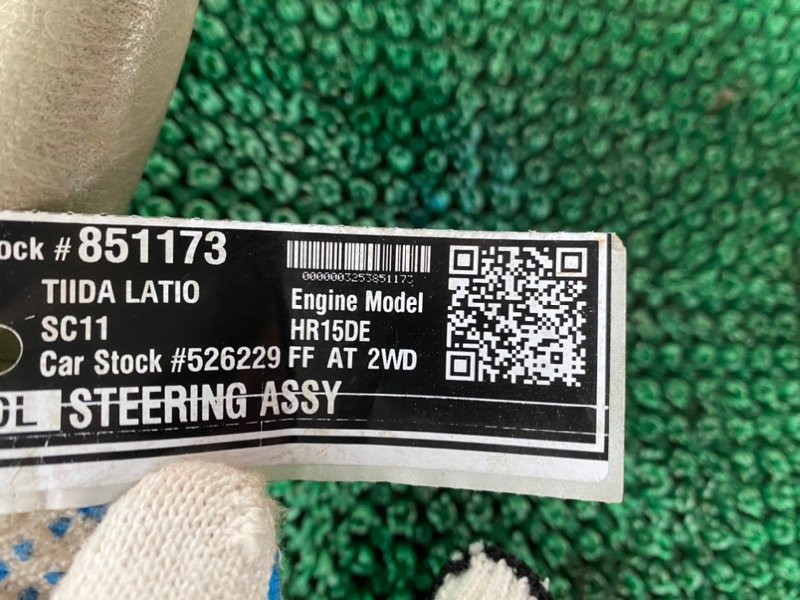 ock #851173
0000003253851173
TIIDA LATIO
Engine Model
SC11
HR15DE
Car Stock #526229 FF AT 2WD
OL STEERING ASSY